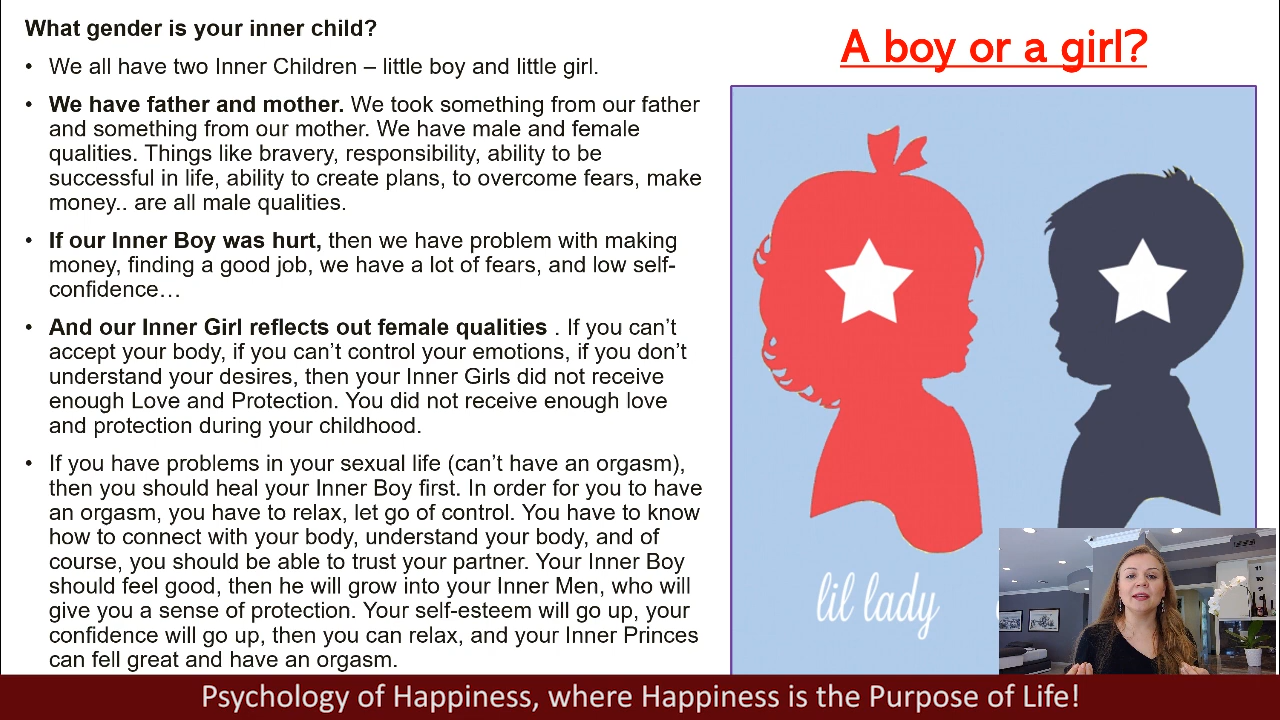 What gender is your inner child?
• We all have two Inner Children – little boy and little girl.
• We have father and mother. We took something from our father
and something from our mother. We have male and female
qualities. Things like bravery, responsibility, ability to be
successful in life, ability to create plans, to overcome fears, make
money.. are all male qualities.
• If our Inner Boy was hurt, then we have problem with making
money, finding a good job, we have a lot of fears, and low self-
confidence…
• And our Inner Girl reflects out female qualities . If you can’t
accept your body, if you can’t control your emotions, if you don’t
understand your desires, then your Inner Girls did not receive
enough Love and Protection. You did not receive enough love
and protection during your childhood.
• If you have problems in your sexual life (can’t have an orgasm),
then you should heal your Inner Boy first. In order for you to have
an orgasm, you have to relax, let go of control. You have to know
how to connect with your body, understand your body, and of
course, you should be able to trust your partner. Your Inner Boy
should feel good, then he will grow into your Inner Men, who will
give you a sense of protection. Your self-esteem will go up, your
confidence will go up, then you can relax, and your Inner Princes
can fell great and have an orgasm.
A boy or a girl?
lil lady
Psychology of Happiness, where Happiness is the Purpose of Life!